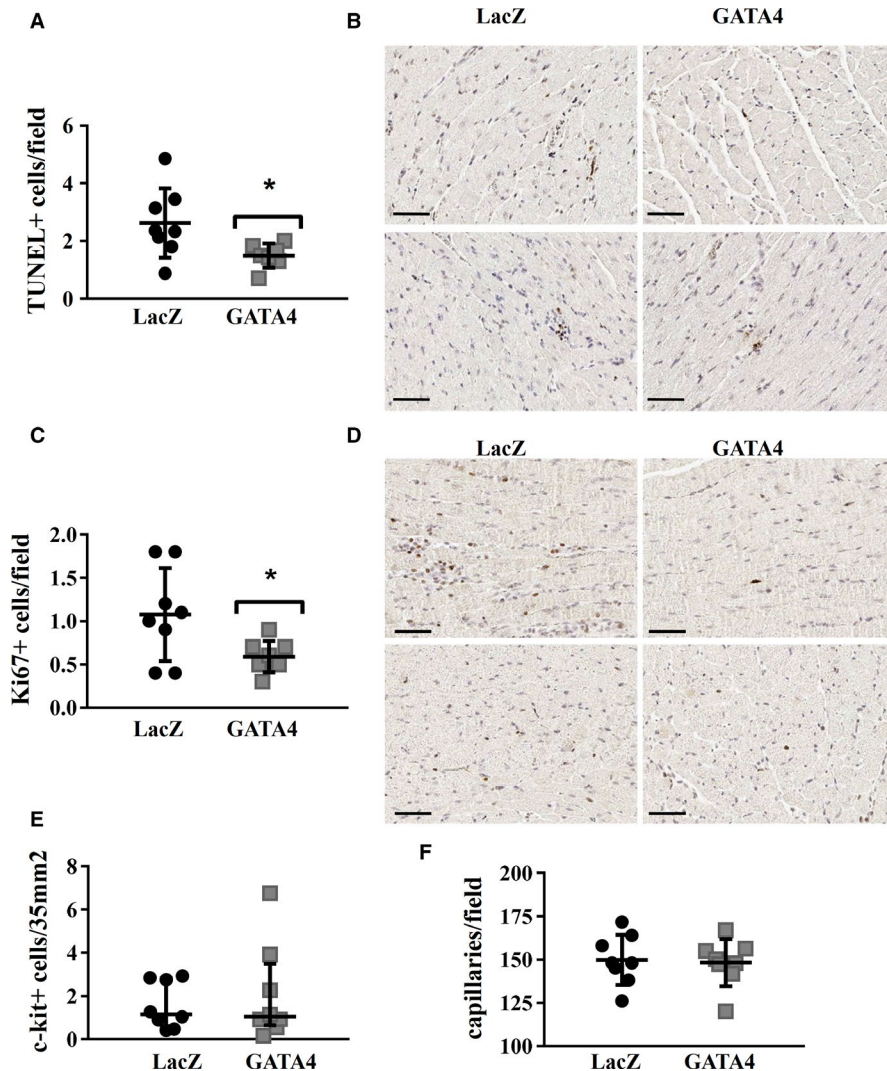 A
TUNEL+ cells/field
6
4
2
0
*
LacZ GATA4
B
LacZ GATA4
C
Ki67+ cells/field
2.0
1.5
1.0
0.5
0.0
*
LacZ GATA4
D
LacZ GATA4
E
c-kit+ cells/35mm2
8
6
4
2
0
LacZ GATA4
F
capillaries/field
200
175
150
125
100
LacZ GATA4